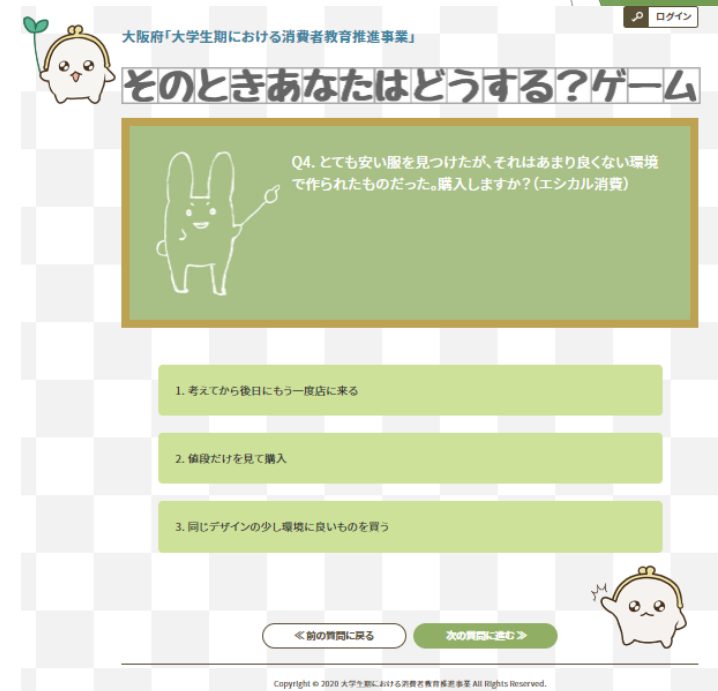 ログイン
大阪府「大学生期における消費者教育推進事業」
そのときあなたはどうする？ゲーム
Q4. とても安い服を見つけたが、それはあまり良くない環境
で作られたものだった。購入しますか？（エシカル消費）
1. 考えてから後日にもう一度店に来る
2. 値段だけを見て購入
3. 同じデザインの少し環境に良いものを買う
≪前の質問に戻る
次の質問に進む≫
Copyright © 2020 大学生期における消費者教育推進事業 All Rights Reserved.